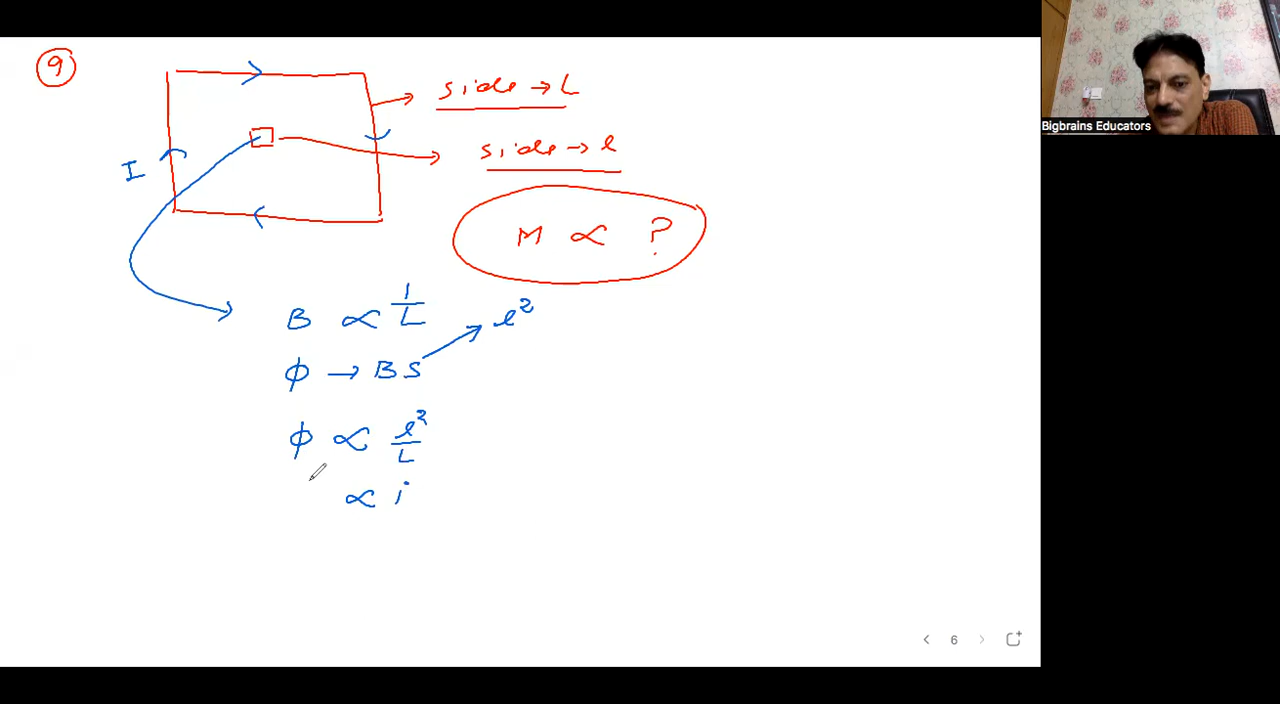 9
side → L
I
side → l
M ∝ ?
B ∝ 1/L
l²
φ → BS
φ ∝ l²/L
∝ i
Bigbrains Educators
< 6 >